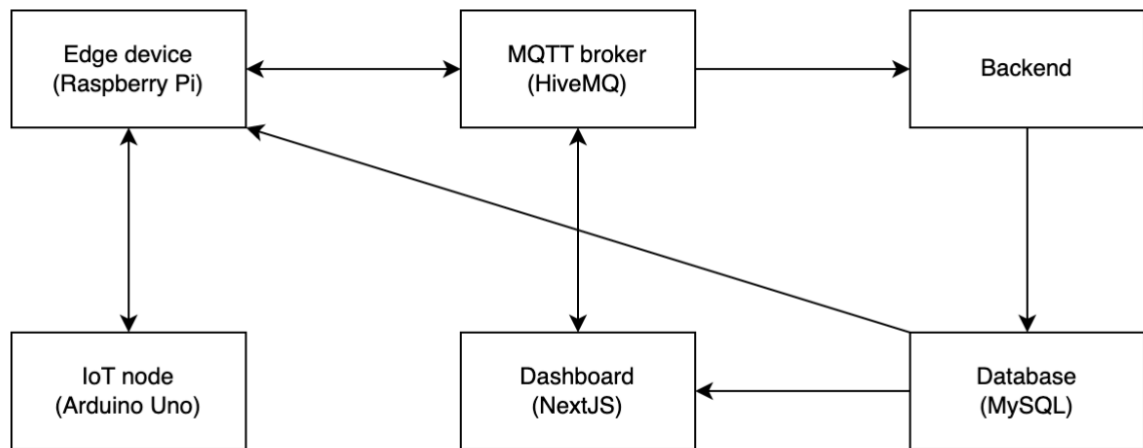 Edge device
(Raspberry Pi)
MQTT broker
(HiveMQ)
Backend
IoT node
(Arduino Uno)
Dashboard
(NextJS)
Database
(MySQL)